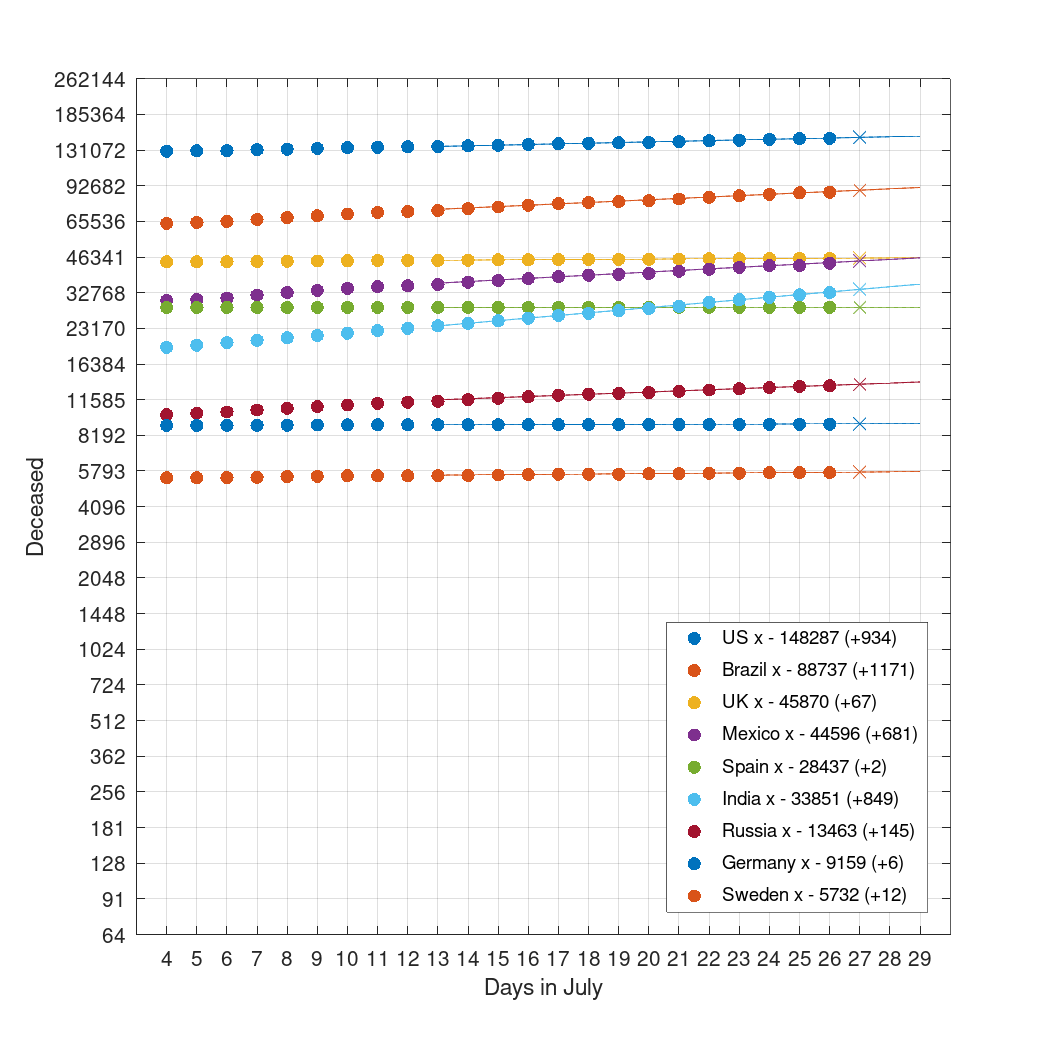 262144
185364
131072
92682
65536
46341
32768
23170
16384
11585
8192
5793
4096
2896
2048
1448
1024
724
512
362
256
181
128
91
64
Deceased
US x - 148287 (+934)
Brazil x - 88737 (+1171)
UK x - 45870 (+67)
Mexico x - 44596 (+681)
Spain x - 28437 (+2)
India x - 33851 (+849)
Russia x - 13463 (+145)
Germany x - 9159 (+6)
Sweden x - 5732 (+12)
4 5 6 7 8 9 10 11 12 13 14 15 16 17 18 19 20 21 22 23 24 25 26 27 28 29
Days in July